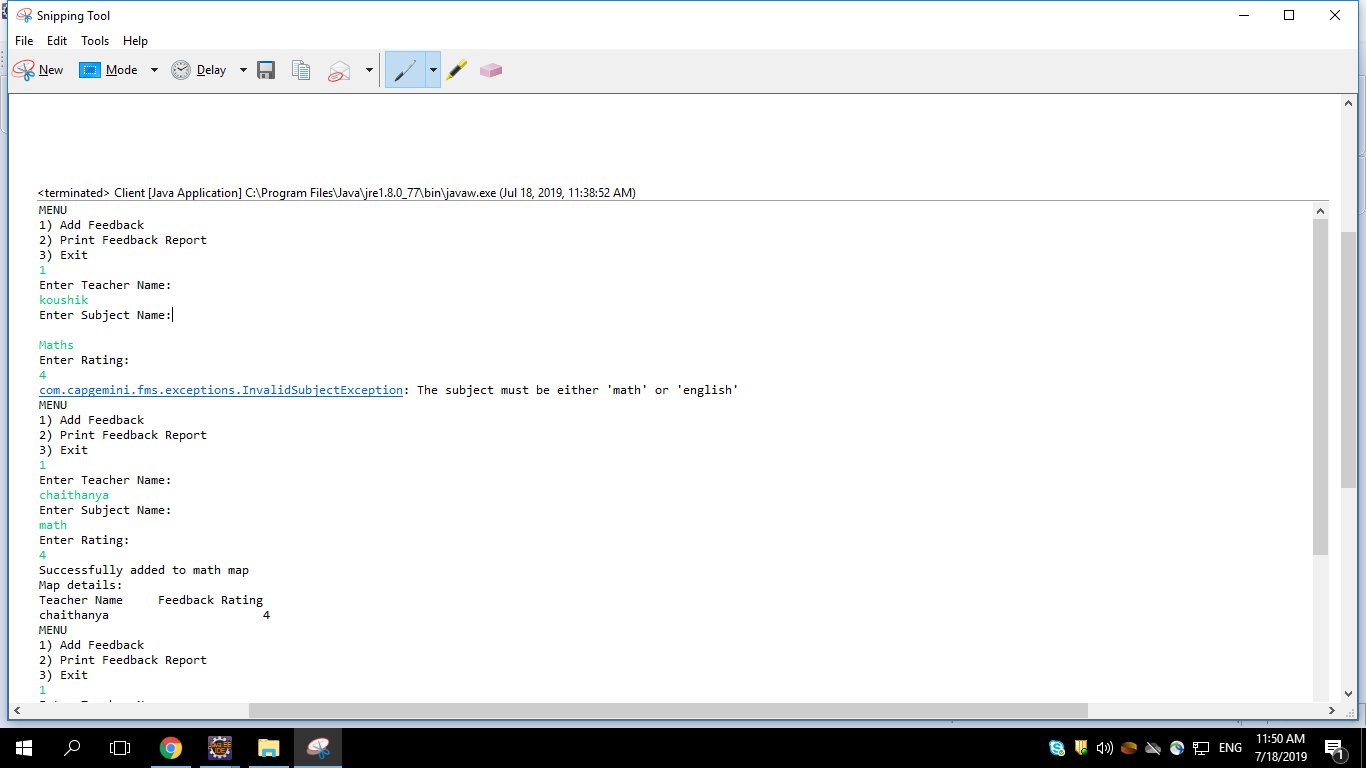 Snipping Tool
File Edit Tools Help
New Mode Delay
<terminated> Client [Java Application] C:\Program Files\Java\jre1.8.0_77\bin\javaw.exe (Jul 18, 2019, 11:38:52 AM)
MENU
1) Add Feedback
2) Print Feedback Report
3) Exit
1
Enter Teacher Name:
koushik
Enter Subject Name:
Maths
Enter Rating:
4
com.capgemini.fms.exceptions.InvalidSubjectException: The subject must be either 'math' or 'english'
MENU
1) Add Feedback
2) Print Feedback Report
3) Exit
1
Enter Teacher Name:
chaithanya
Enter Subject Name:
math
Enter Rating:
4
Successfully added to math map
Map details:
Teacher Name Feedback Rating
chaithanya 4
MENU
1) Add Feedback
2) Print Feedback Report
3) Exit
1
ENG
11:50 AM
7/18/2019
1